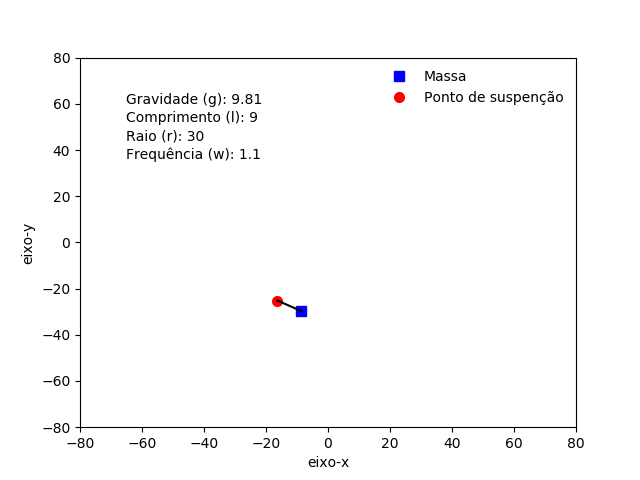 80
60
40
20
0
−20
−40
−60
−80
eixo-y
Gravidade (g): 9.81
Comprimento (l): 9
Raio (r): 30
Frequência (w): 1.1
Massa
Ponto de suspenção
−80 −60 −40 −20 0 20 40 60 80
eixo-x